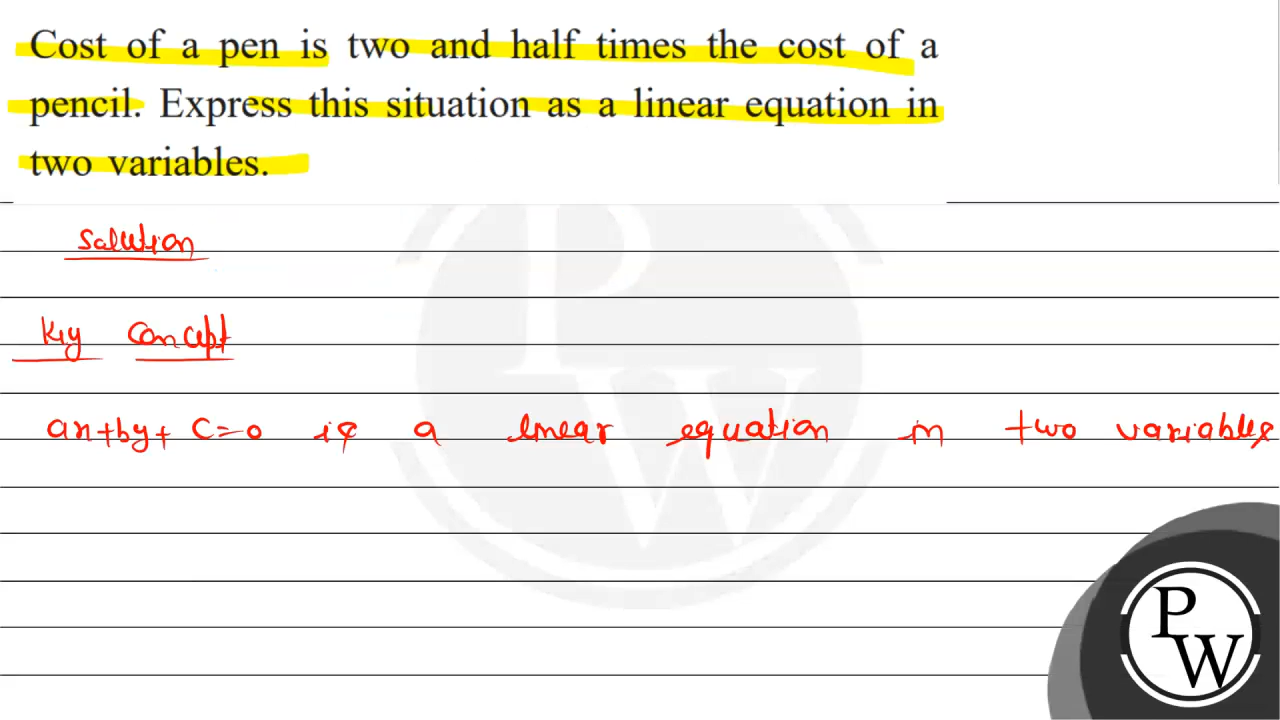 Cost of a pen is two and half times the cost of a
pencil. Express this situation as a linear equation in
two variables.
Solution
Key concept
ax+by+c=0 is a linear equation in two variables
P
W
P
W